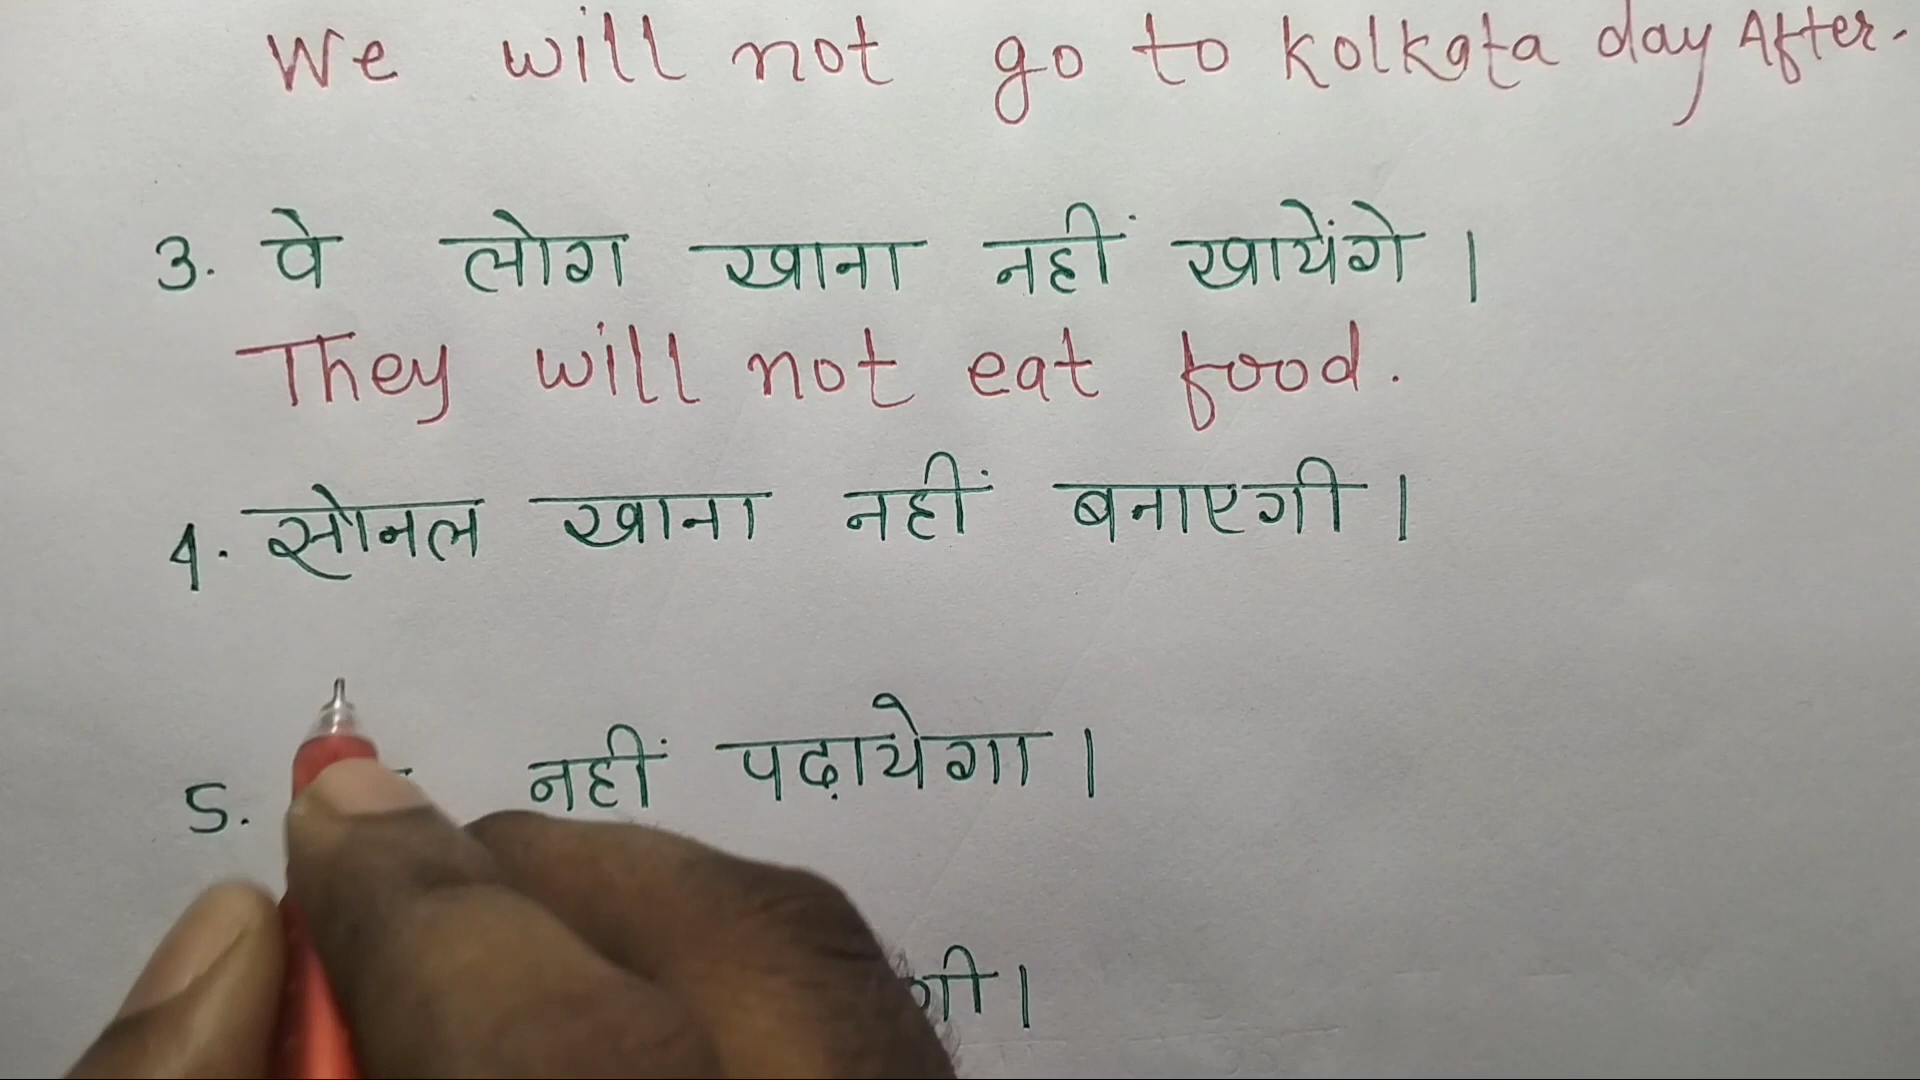 We will not go to Kolkata day After.
3. वे लोग खाना नहीं खायेंगे।
They will not eat food.
4. सोनल खाना नहीं बनाएगी।
5. नहीं पढ़ायेगा।
गी।